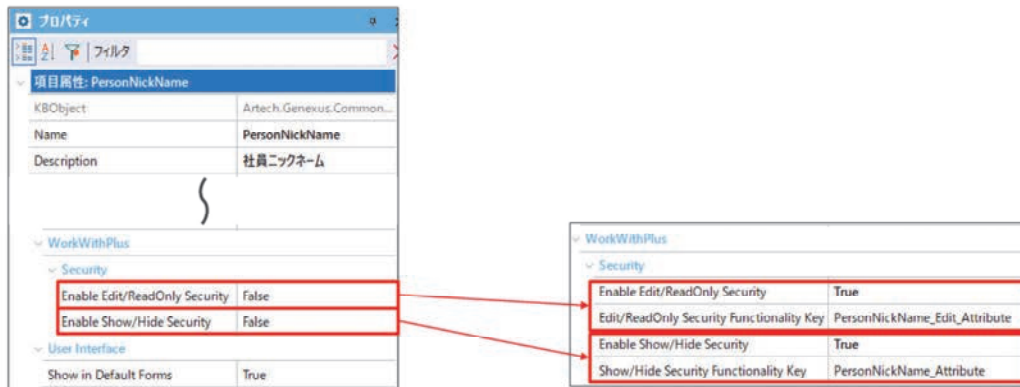 プロパティ
フィルタ
項目属性: PersonNickName
KBObject Artech.Genexus.Common...
Name PersonNickName
Description 社員ニックネーム
WorkWithPlus
Security
Enable Edit/ReadOnly Security False
Enable Show/Hide Security False
User Interface
Show in Default Forms True
WorkWithPlus
Security
Enable Edit/ReadOnly Security True
Edit/ReadOnly Security Functionality Key PersonNickName_Edit_Attribute
Enable Show/Hide Security True
Show/Hide Security Functionality Key PersonNickName_Attribute